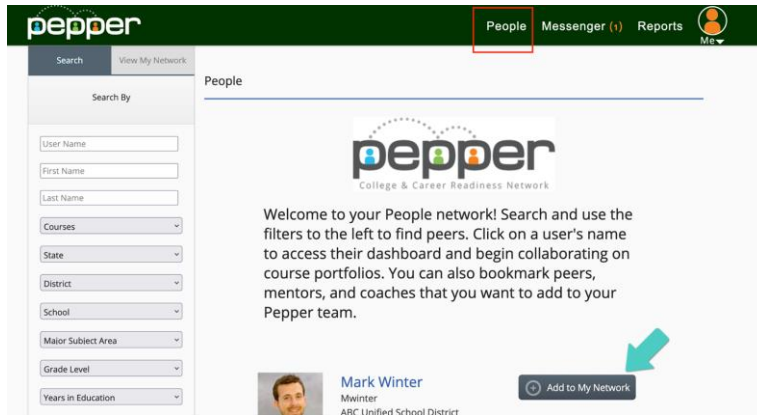 pepper
People Messenger (1) Reports
Me
Search View My Network
Search By
User Name
First Name
Last Name
Courses
State
District
School
Major Subject Area
Grade Level
Years in Education
People
pepper
College & Career Readiness Network
Welcome to your People network! Search and use the
filters to the left to find peers. Click on a user's name
to access their dashboard and begin collaborating on
course portfolios. You can also bookmark peers,
mentors, and coaches that you want to add to your
Pepper team.
Mark Winter
Mwinter
ABC Unified School District
Add to My Network